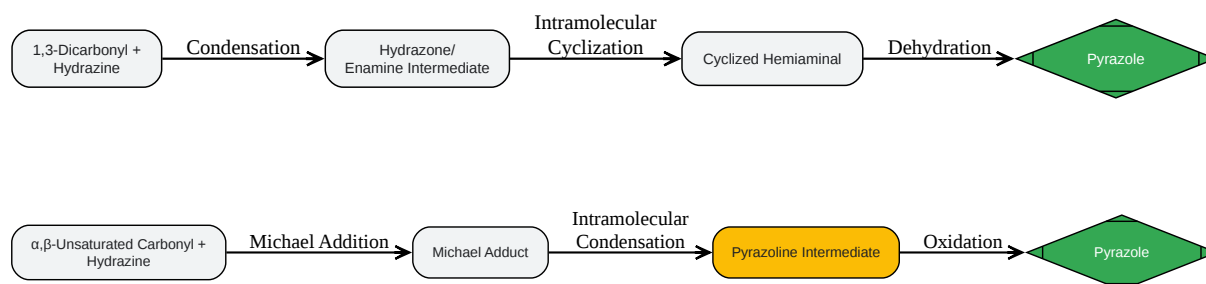 1,3-Dicarbonyl +
Hydrazine
Condensation
Hydrazone/
Enamine Intermediate
Intramolecular
Cyclization
Cyclized Hemiaminal
Dehydration
Pyrazole
α,β-Unsaturated Carbonyl +
Hydrazine
Michael Addition
Michael Adduct
Intramolecular
Condensation
Pyrazoline Intermediate
Oxidation
Pyrazole